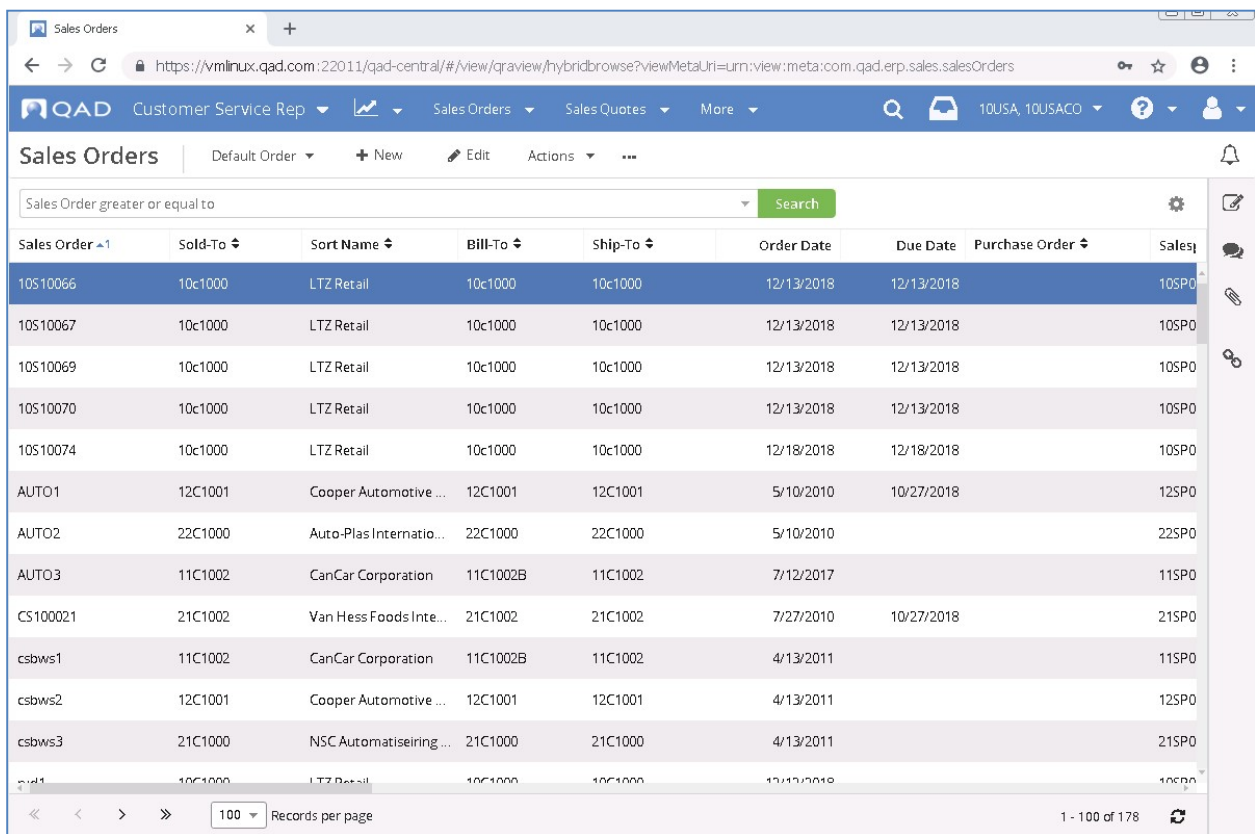 Sales Orders
https://vmlinux.qad.com:22011/qad-central/#/view/qraview/hybridbrowse?viewMetaUri=urn:view:meta:com.qad.erp.sales.salesOrders
QAD Customer Service Rep Sales Orders Sales Quotes More 10USA, 10USACO ?
Sales Orders Default Order + New Edit Actions ...
Sales Order greater or equal to Search
Sales Order 1 Sold-To Sort Name Bill-To Ship-To Order Date Due Date Purchase Order Salesp
10S10066 10c1000 LTZ Retail 10c1000 10c1000 12/13/2018 12/13/2018 10SP0
10S10067 10c1000 LTZ Retail 10c1000 10c1000 12/13/2018 12/13/2018 10SP0
10S10069 10c1000 LTZ Retail 10c1000 10c1000 12/13/2018 12/13/2018 10SP0
10S10070 10c1000 LTZ Retail 10c1000 10c1000 12/13/2018 12/13/2018 10SP0
10S10074 10c1000 LTZ Retail 10c1000 10c1000 12/18/2018 12/18/2018 10SP0
AUTO1 12C1001 Cooper Automotive ... 12C1001 12C1001 5/10/2010 10/27/2018 12SP0
AUTO2 22C1000 Auto-Plas Internatio... 22C1000 22C1000 5/10/2010 22SP0
AUTO3 11C1002 CanCar Corporation 11C1002B 11C1002 7/12/2017 11SP0
CS100021 21C1002 Van Hess Foods Inte... 21C1002 21C1002 7/27/2010 10/27/2018 21SP0
csbws1 11C1002 CanCar Corporation 11C1002B 11C1002 4/13/2011 11SP0
csbws2 12C1001 Cooper Automotive ... 12C1001 12C1001 4/13/2011 12SP0
csbws3 21C1000 NSC Automatiseiring ... 21C1000 21C1000 4/13/2011 21SP0
10C1000 LTZ Retail 10C1000 10C1000 12/12/2018 10SP0
100 Records per page 1 - 100 of 178